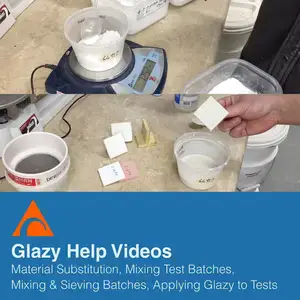 Glazy Help Videos
Material Substitution, Mixing Test Batches,
Mixing & Sieving Batches, Applying Glazy to Tests